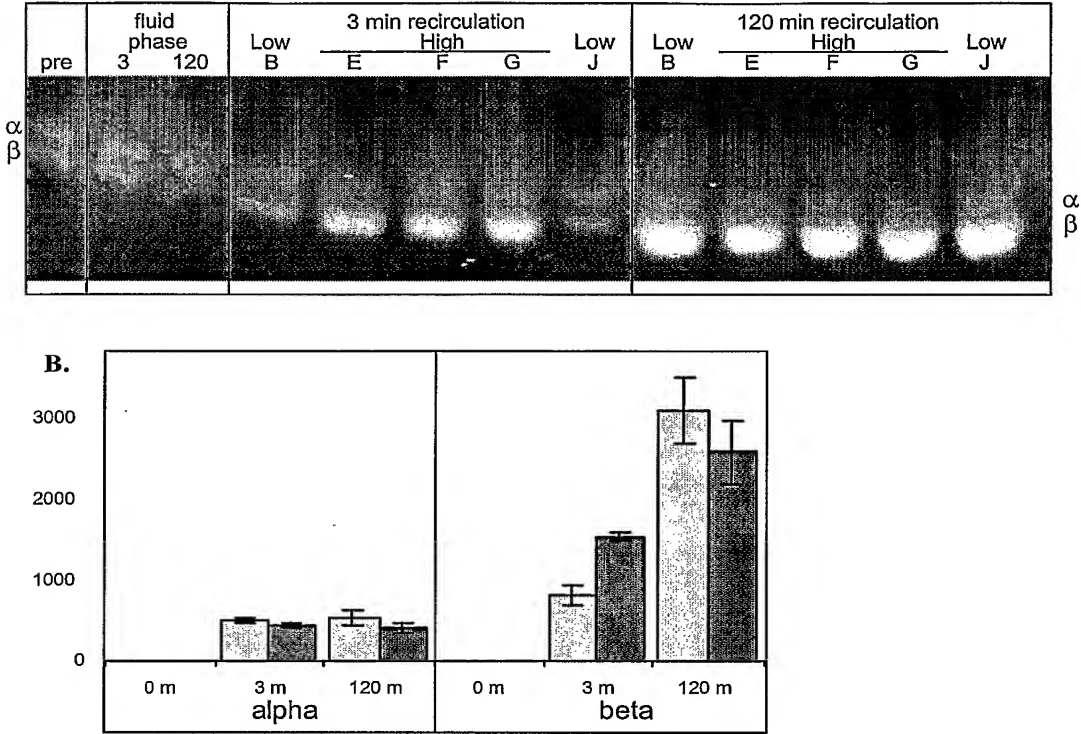 fluid
phase
3 min recirculation
120 min recirculation
Low High Low Low High Low
pre 3 120 B E F G J B E F G J
α
β
α
β
B.
3000
2000
1000
0
0 m 3 m 120 m 0 m 3 m 120 m
alpha beta